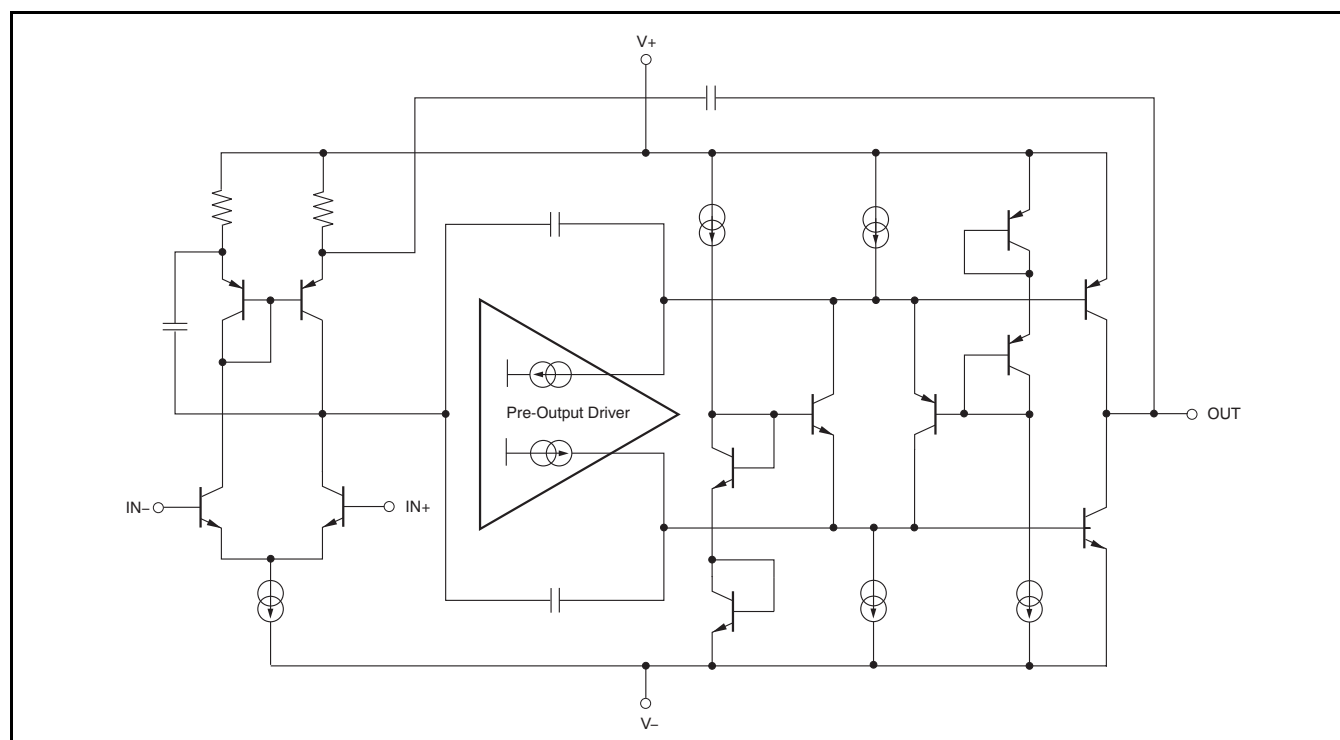 V+
Pre-Output Driver
OUT
IN–
IN+
V–